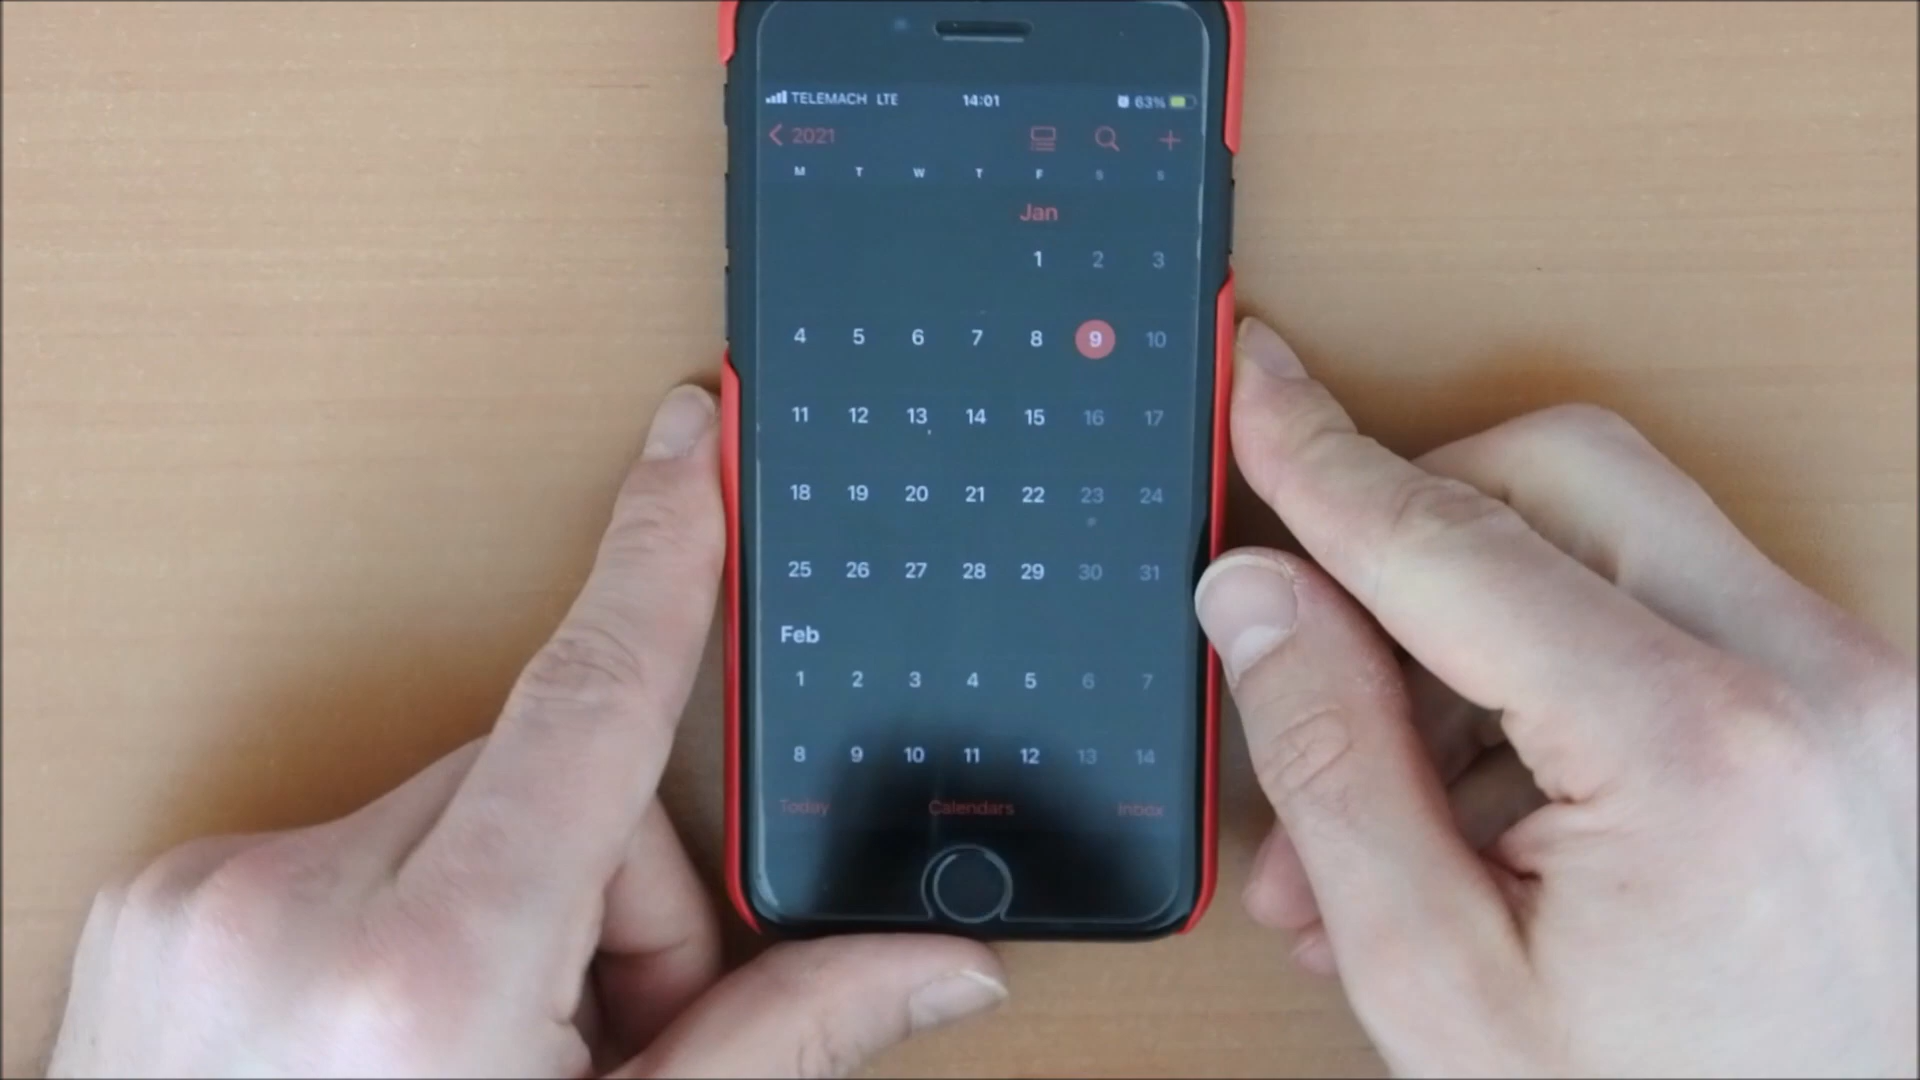 TELEMACH LTE 14:01 63%
2021
M T W T F S S
Jan
1 2 3
4 5 6 7 8 9 10
11 12 13 14 15 16 17
18 19 20 21 22 23 24
25 26 27 28 29 30 31
Feb
1 2 3 4 5 6 7
8 9 10 11 12 13 14
Today Calendars Inbox